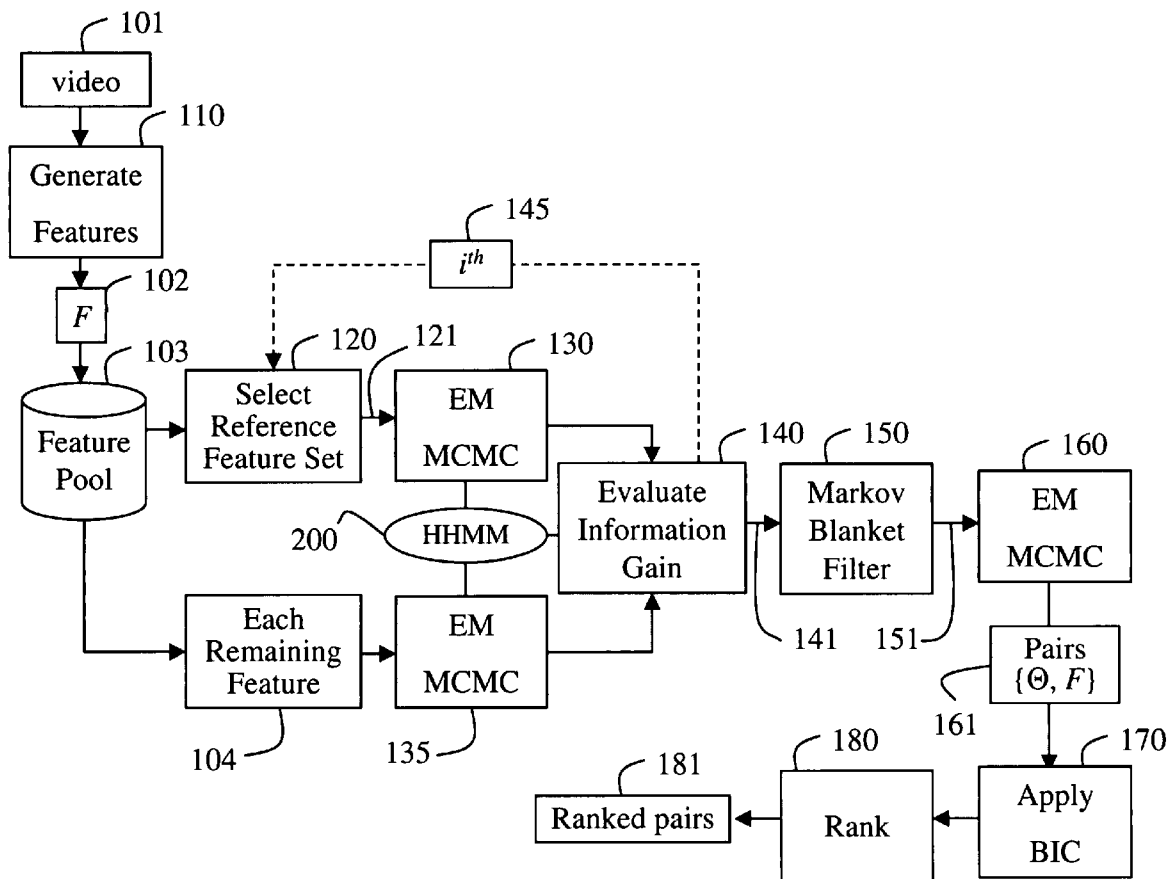 101
video
110
Generate
Features
102
F
103
Feature
Pool
145
i^th
120
Select
Reference
Feature Set
121
130
EM
MCMC
200
HHMM
140
Evaluate
Information
Gain
141
150
Markov
Blanket
Filter
151
160
EM
MCMC
Each
Remaining
Feature
104
EM
MCMC
135
Pairs
{Θ, F}
161
170
Apply
BIC
180
Rank
181
Ranked pairs